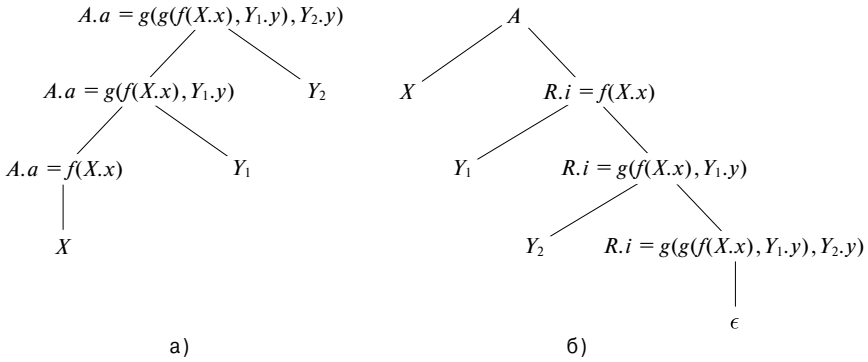 A.a = g(g(f(X.x), Y₁.y), Y₂.y)
A.a = g(f(X.x), Y₁.y)
Y₂
A.a = f(X.x)
Y₁
X
а)
A
X
R.i = f(X.x)
Y₁
R.i = g(f(X.x), Y₁.y)
Y₂
R.i = g(g(f(X.x), Y₁.y), Y₂.y)
ϵ
б)